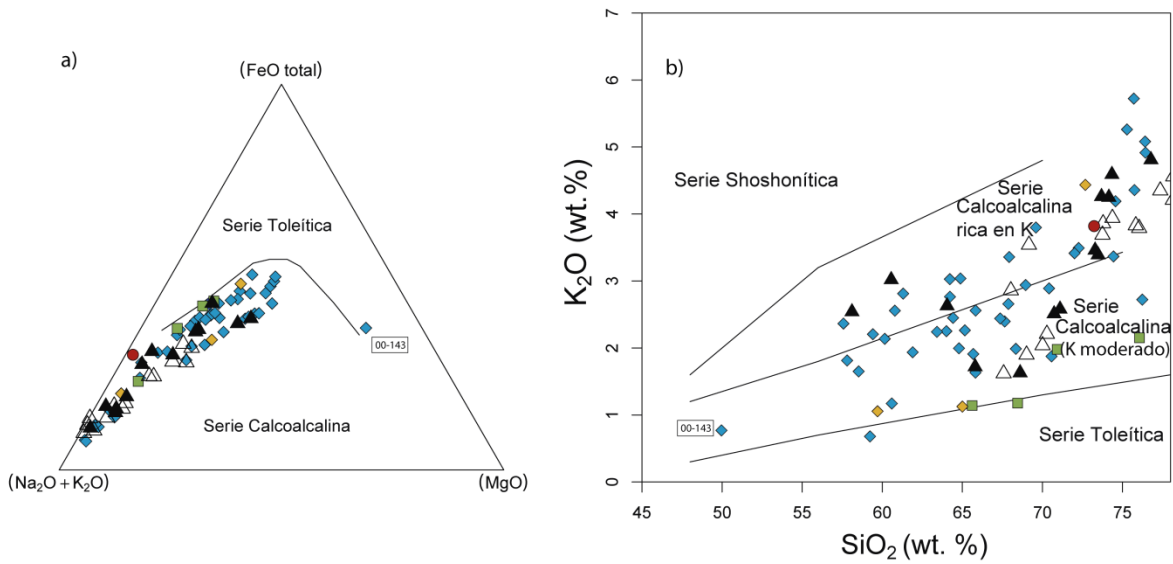 a)
(FeO total)
Serie Toleítica
00-143
Serie Calcoalcalina
(Na₂O + K₂O)
(MgO)
b)
K₂O (wt.%)
7
6
5
4
3
2
1
0
Serie Shoshonítica
Serie
Calcoalcalina
rica en K
Serie
Calcoalcalina
(K moderado)
00-143
Serie Toleítica
45
50
55
60
65
70
75
SiO₂ (wt. %)